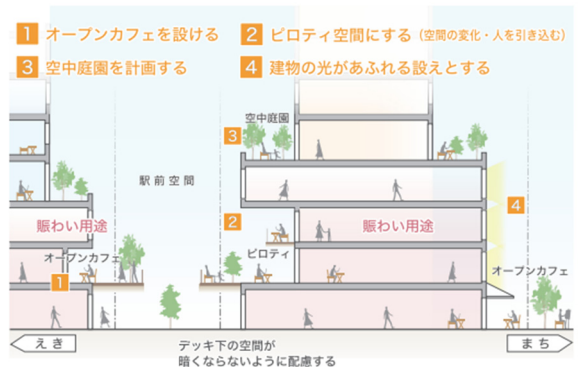 1 オープンカフェを設ける
2 ピロティ空間にする（空間の変化・人を引き込む）
3 空中庭園を計画する
4 建物の光があふれる設えとする
空中庭園
3
駅前空間
4
賑わい用途
2
賑わい用途
オープンカフェ
ピロティ
オープンカフェ
1
えき
デッキ下の空間が
暗くならないように配慮する
まち